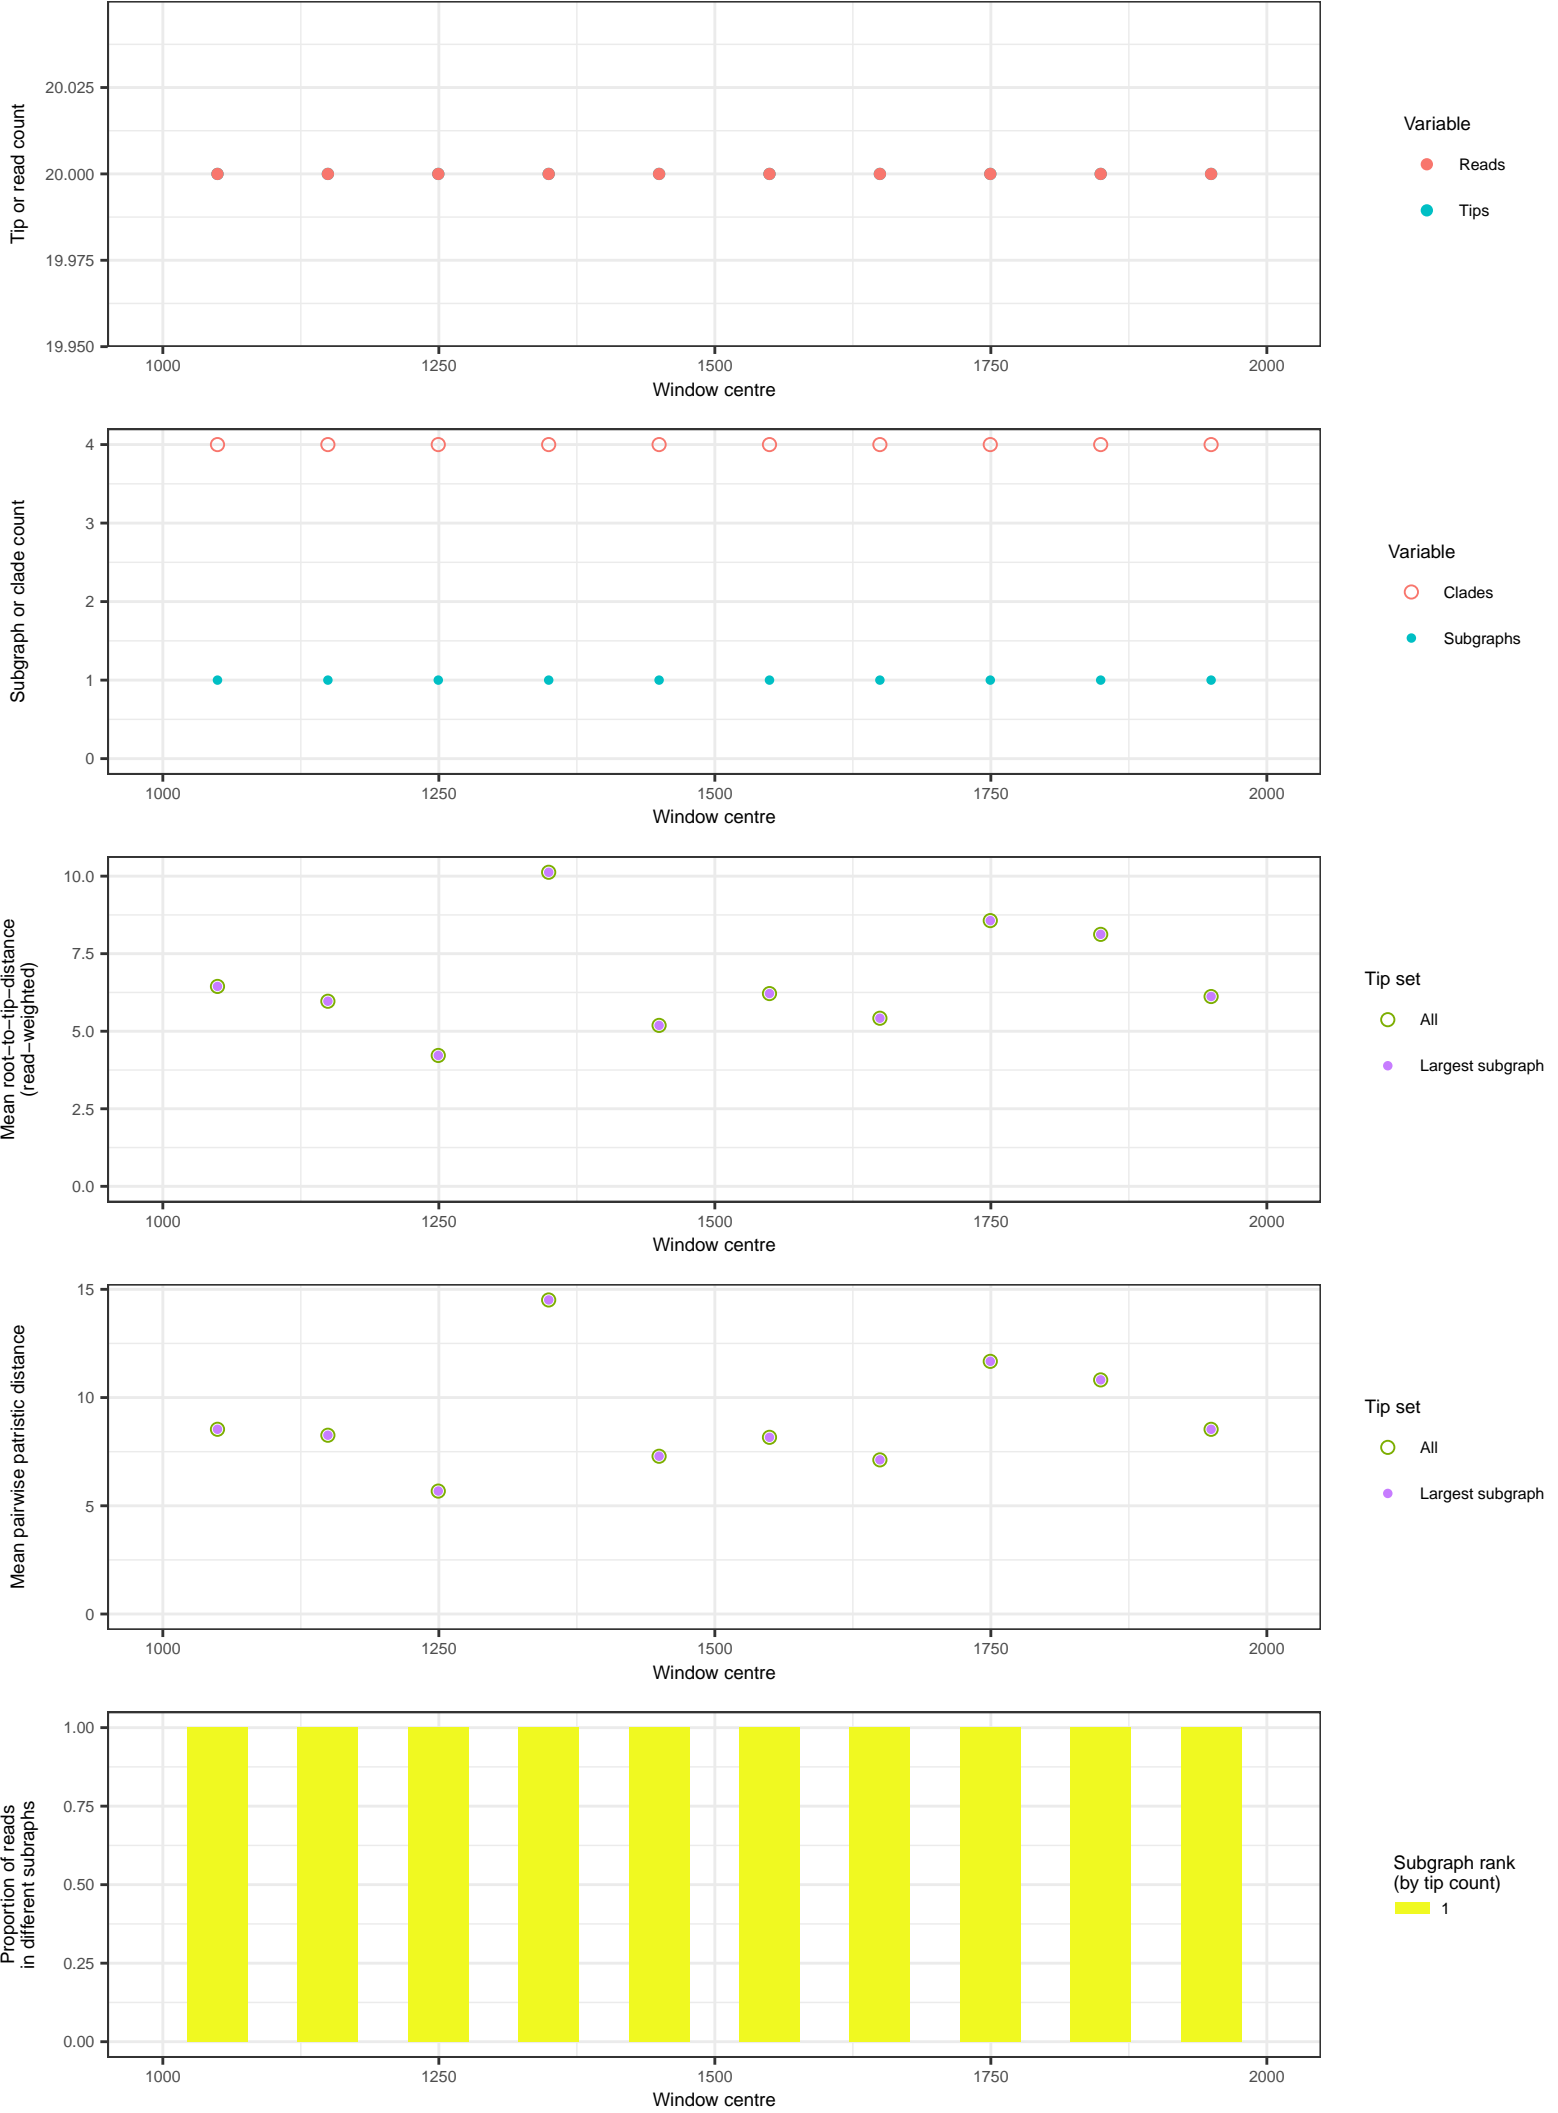 Tip or read count
20.025
20.000
19.975
19.950
1000 1250 1500 1750 2000
Window centre
Variable
Reads
Tips
Subgraph or clade count
4
3
2
1
0
1000 1250 1500 1750 2000
Window centre
Variable
Clades
Subgraphs
Mean root−to−tip−distance
(read−weighted)
10.0
7.5
5.0
2.5
0.0
1000 1250 1500 1750 2000
Window centre
Tip set
All
Largest subgraph
Mean pairwise patristic distance
15
10
5
0
1000 1250 1500 1750 2000
Window centre
Tip set
All
Largest subgraph
Proportion of reads
in different subraphs
1.00
0.75
0.50
0.25
0.00
1000 1250 1500 1750 2000
Window centre
Subgraph rank
(by tip count)
1